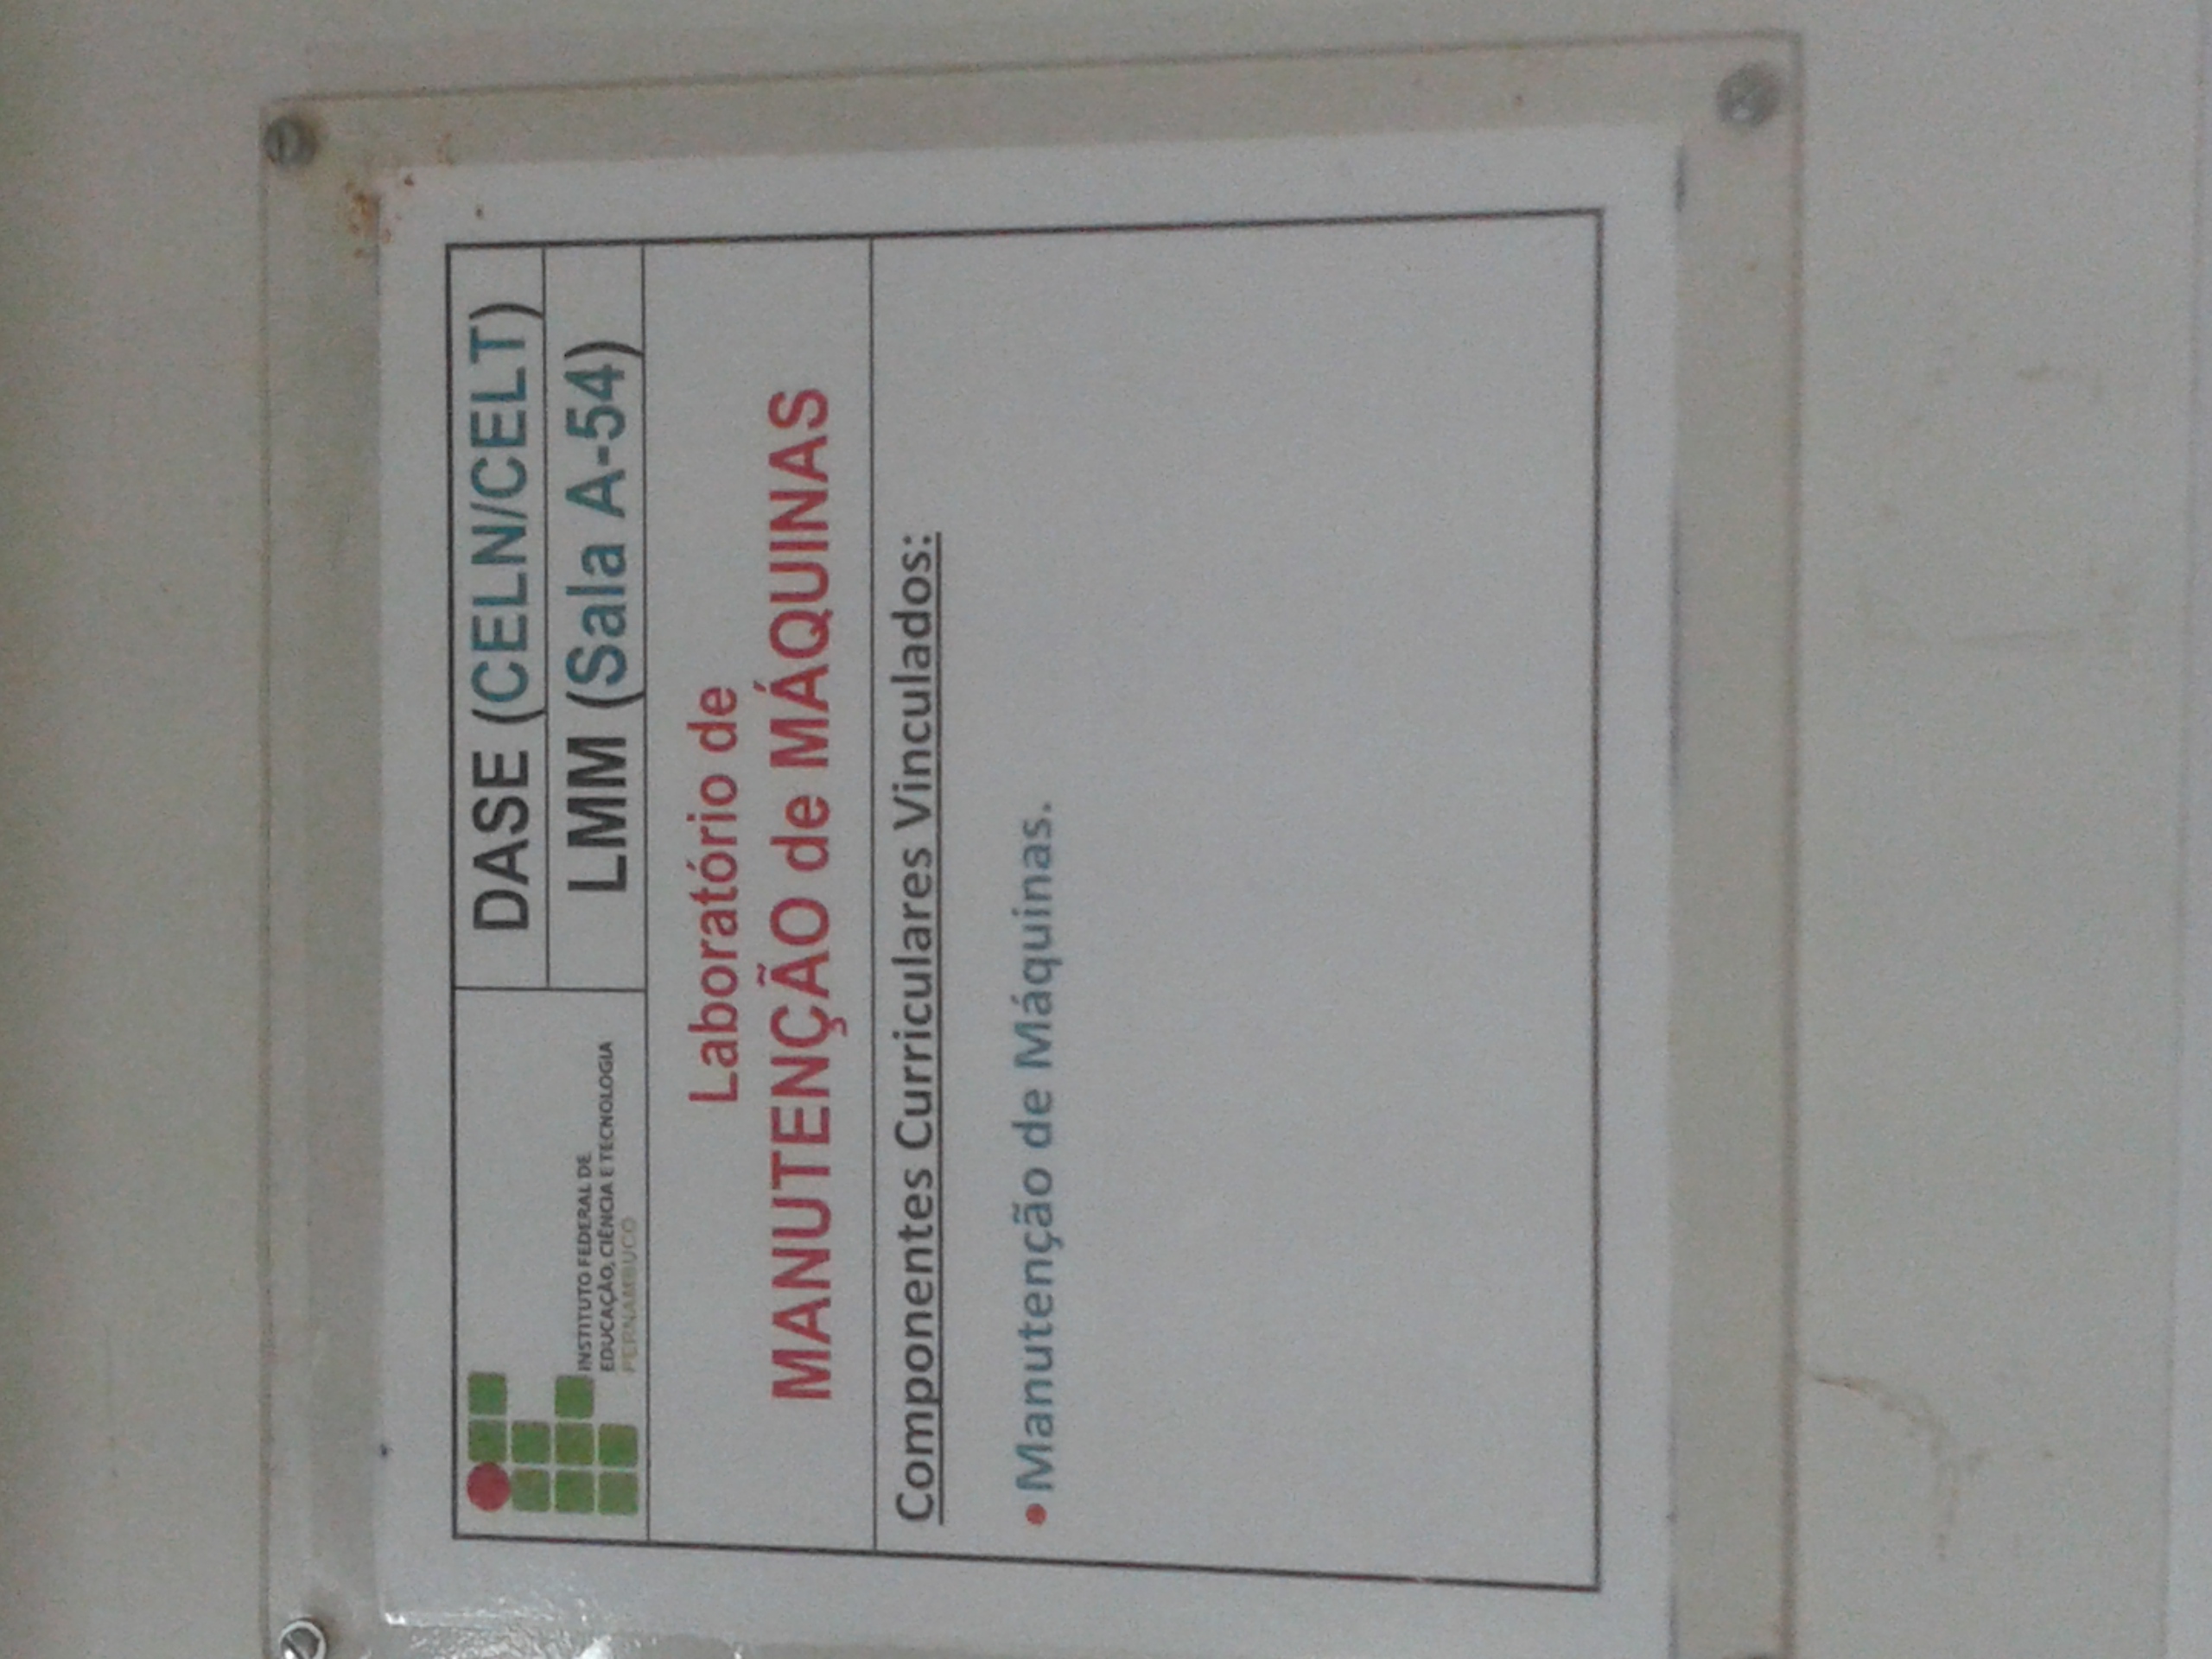 INSTITUTO FEDERAL DE
EDUCAÇÃO, CIÊNCIA E TECNOLOGIA
PERNAMBUCO
DASE (CELN/CELT)
LMM (Sala A-54)
Laboratório de
MANUTENÇÃO de MÁQUINAS
Componentes Curriculares Vinculados:
•Manutenção de Máquinas.